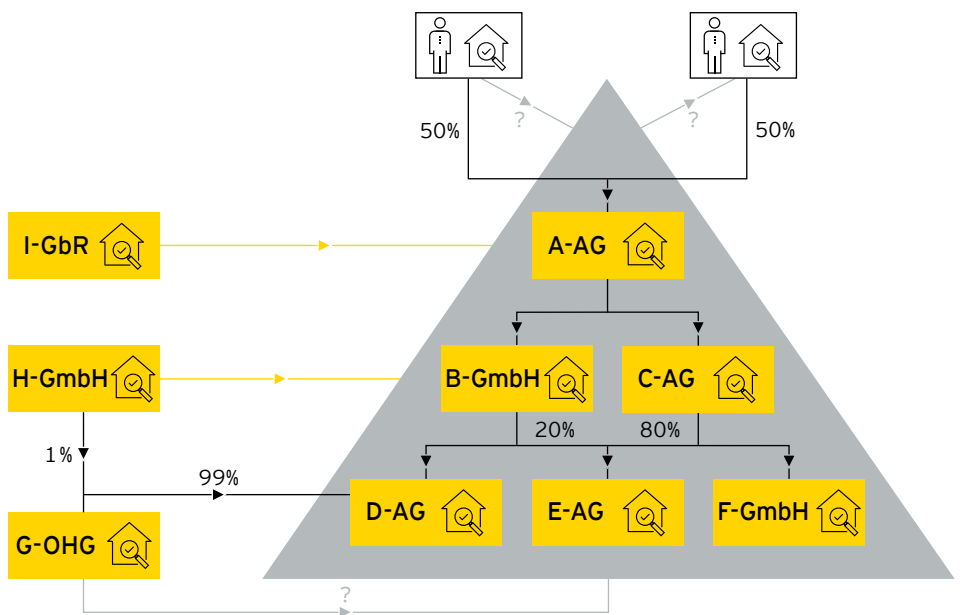 ?
?
50%
50%
I-GbR
A-AG
H-GmbH
B-GmbH
C-AG
20%
80%
1%
99%
D-AG
E-AG
F-GmbH
G-OHG
?